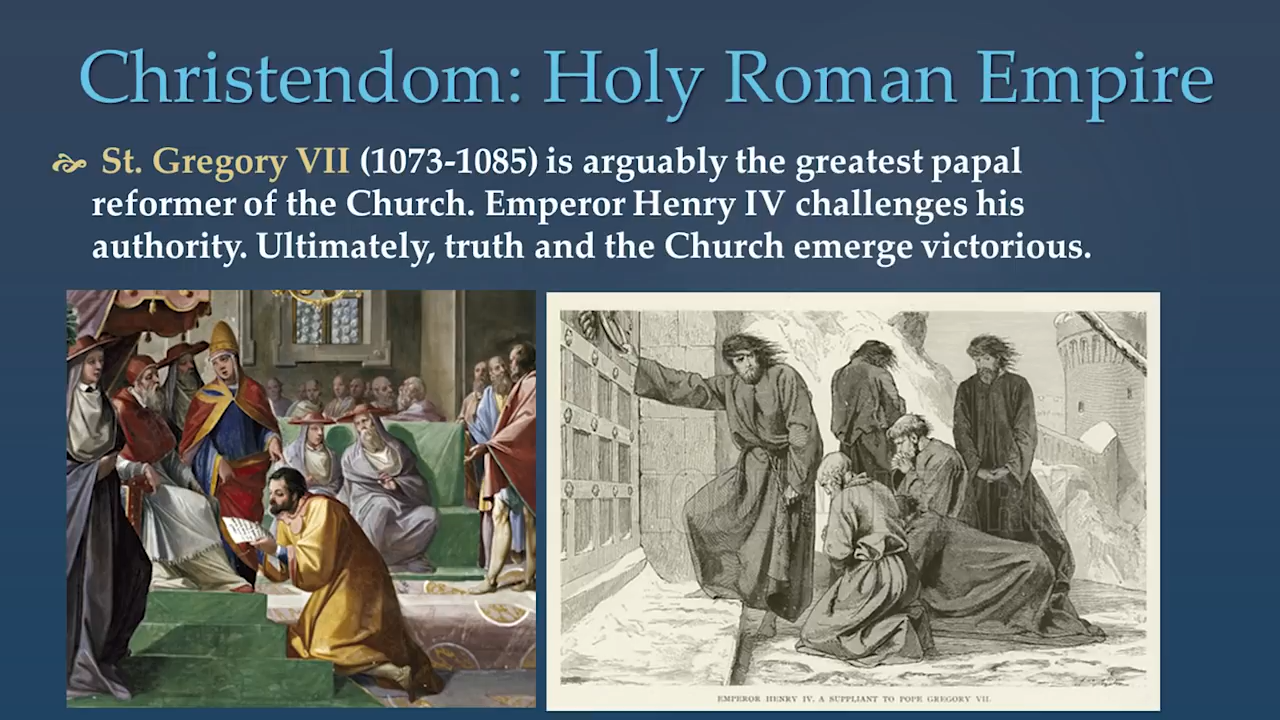 Christendom: Holy Roman Empire
St. Gregory VII (1073-1085) is arguably the greatest papal
reformer of the Church. Emperor Henry IV challenges his
authority. Ultimately, truth and the Church emerge victorious.
EMPEROR HENRY IV. A SUPPLIANT TO POPE GREGORY VII.